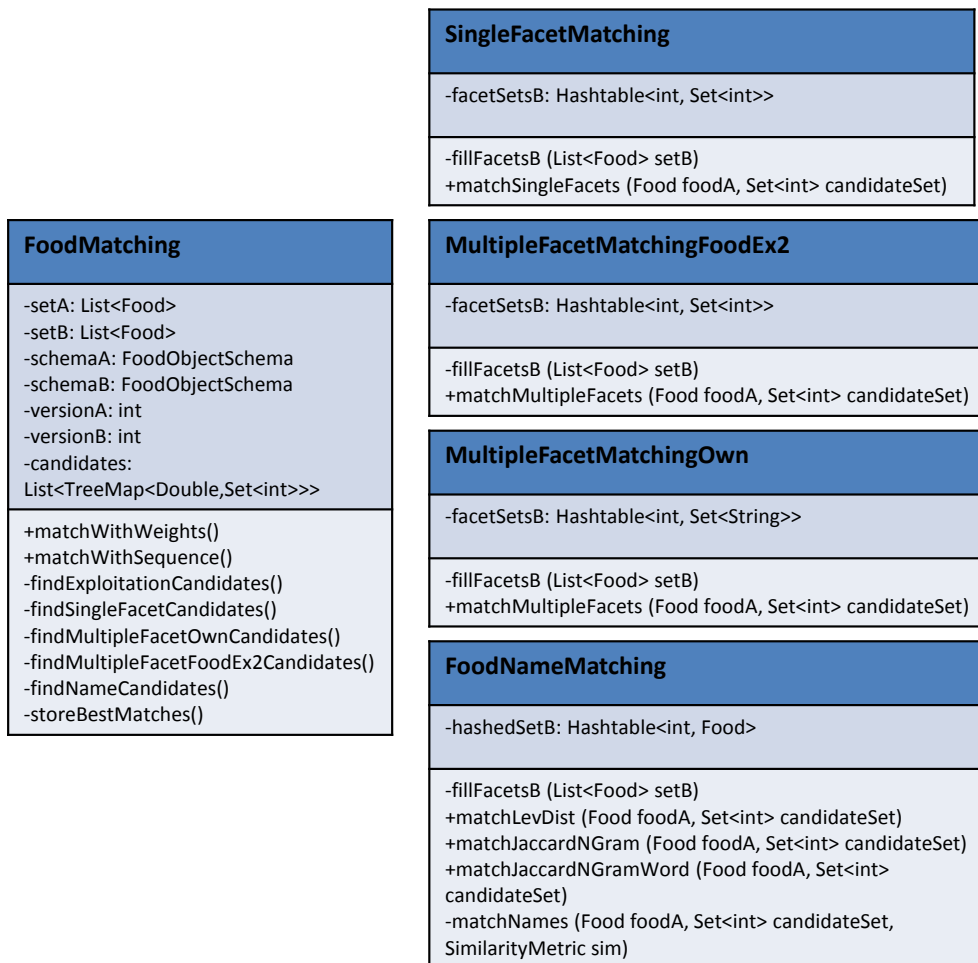 SingleFacetMatching
-facetSetsB: Hashtable<int, Set<int>>
-fillFacetsB (List<Food> setB)
+matchSingleFacets (Food foodA, Set<int> candidateSet)
FoodMatching
-setA: List<Food>
-setB: List<Food>
-schemaA: FoodObjectSchema
-schemaB: FoodObjectSchema
-versionA: int
-versionB: int
-candidates:
List<TreeMap<Double,Set<int>>>
+matchWithWeights()
+matchWithSequence()
-findExploitationCandidates()
-findSingleFacetCandidates()
-findMultipleFacetOwnCandidates()
-findMultipleFacetFoodEx2Candidates()
-findNameCandidates()
-storeBestMatches()
MultipleFacetMatchingFoodEx2
-facetSetsB: Hashtable<int, Set<int>>
-fillFacetsB (List<Food> setB)
+matchMultipleFacets (Food foodA, Set<int> candidateSet)
MultipleFacetMatchingOwn
-facetSetsB: Hashtable<int, Set<String>>
-fillFacetsB (List<Food> setB)
+matchMultipleFacets (Food foodA, Set<int> candidateSet)
FoodNameMatching
-hashedSetB: Hashtable<int, Food>
-fillFacetsB (List<Food> setB)
+matchLevDist (Food foodA, Set<int> candidateSet)
+matchJaccardNGram (Food foodA, Set<int> candidateSet)
+matchJaccardNGramWord (Food foodA, Set<int>
candidateSet)
-matchNames (Food foodA, Set<int> candidateSet,
SimilarityMetric sim)